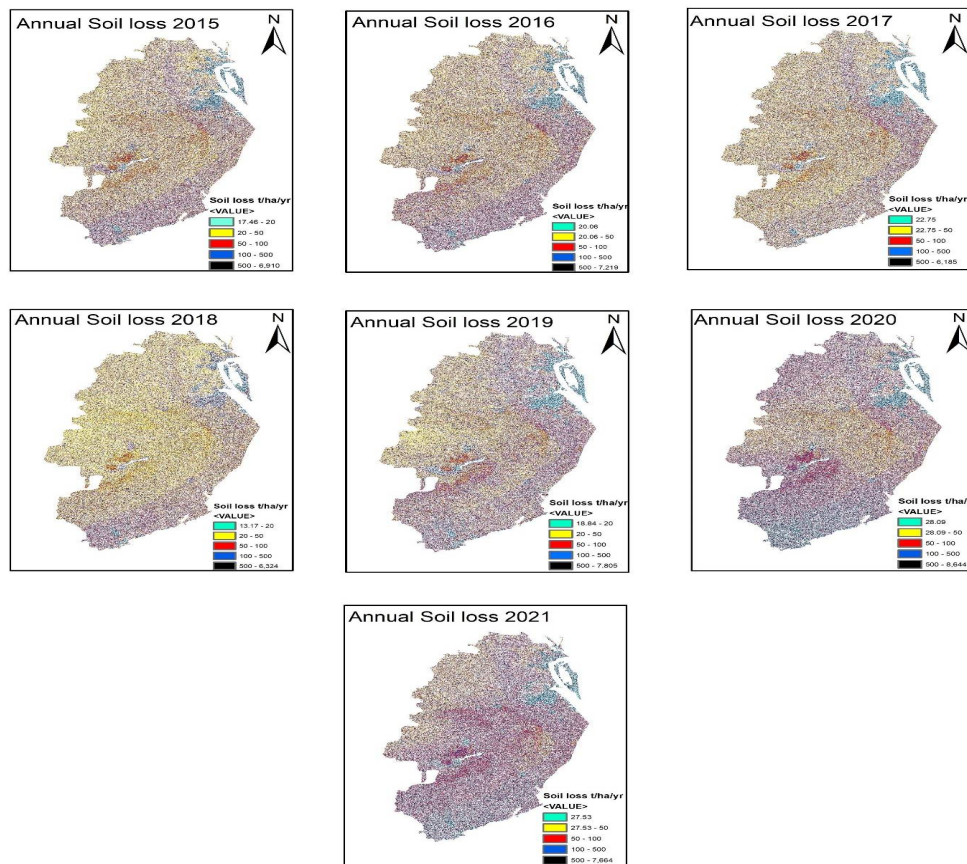 Annual Soil loss 2015
N
Soil loss t/ha/yr
<VALUE>
17.46 - 20
20 - 50
50 - 100
100 - 500
500 - 6,910
Annual Soil loss 2016
N
Soil loss t/ha/yr
<VALUE>
20.06
20.06 - 50
50 - 100
100 - 500
500 - 7,219
Annual Soil loss 2017
N
Soil loss t/ha/yr
<VALUE>
22.75
22.75 - 50
50 - 100
100 - 500
500 - 6,185
Annual Soil loss 2018
N
Soil loss t/ha/yr
<VALUE>
13.17 - 20
20 - 50
50 - 100
100 - 500
500 - 6,324
Annual Soil loss 2019
N
Soil loss t/ha/yr
<VALUE>
18.84 - 20
20 - 50
50 - 100
100 - 500
500 - 7.805
Annual Soil loss 2020
N
Soil loss t/ha/
<VALUE>
28.09
28.09 - 50
50 - 100
100 - 500
500 - 8,644
Annual Soil loss 2021
N
Soil loss t/ha/yr
<VALUE>
27.53
27.53 - 50
50 - 100
100 - 500
500 - 7,664